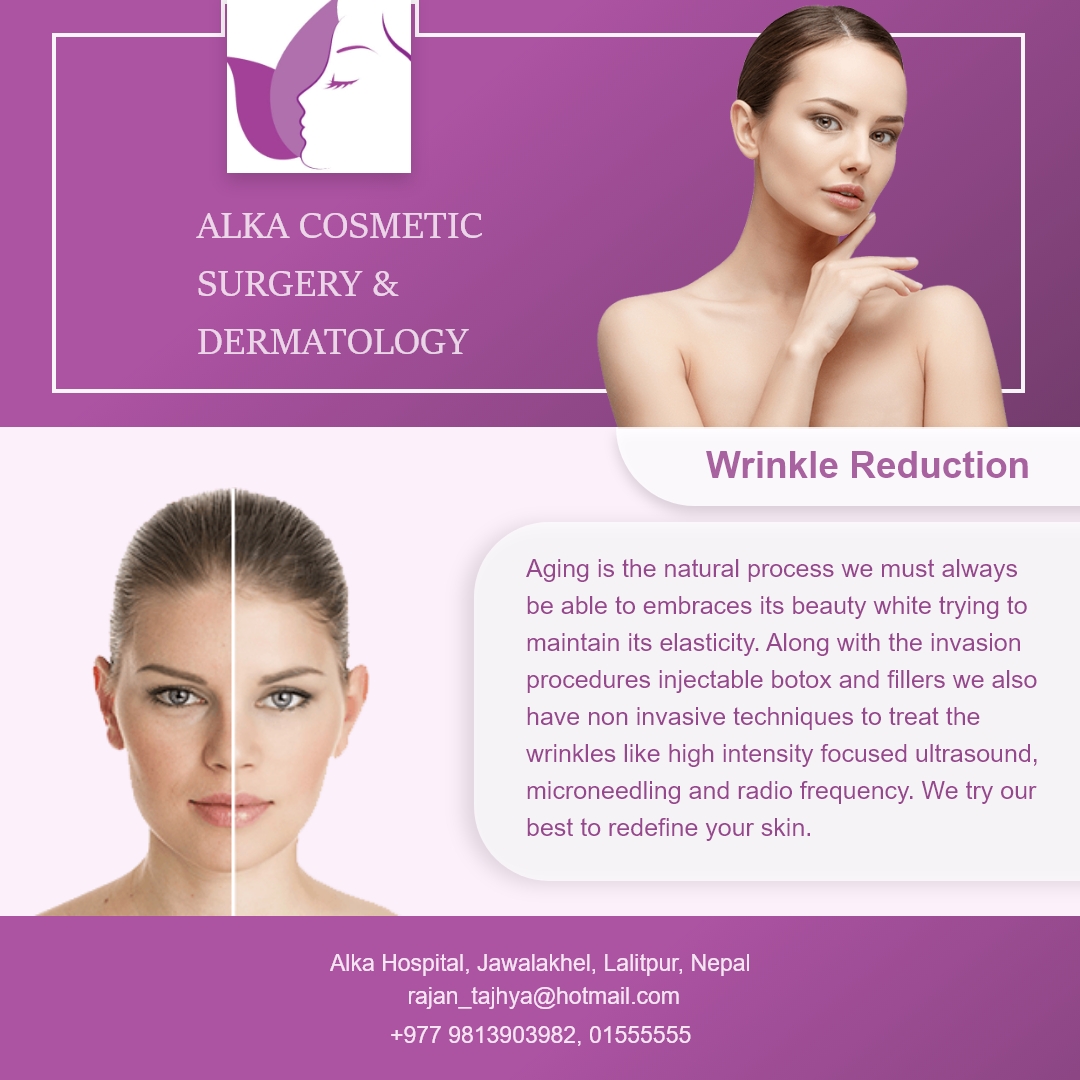 ALKA COSMETIC
SURGERY &
DERMATOLOGY
Wrinkle Reduction
Aging is the natural process we must always
be able to embraces its beauty white trying to
maintain its elasticity. Along with the invasion
procedures injectable botox and fillers we also
have non invasive techniques to treat the
wrinkles like high intensity focused ultrasound,
microneedling and radio frequency. We try our
best to redefine your skin.
Alka Hospital, Jawalakhel, Lalitpur, Nepal
rajan_tajhya@hotmail.com
+977 9813903982, 01555555